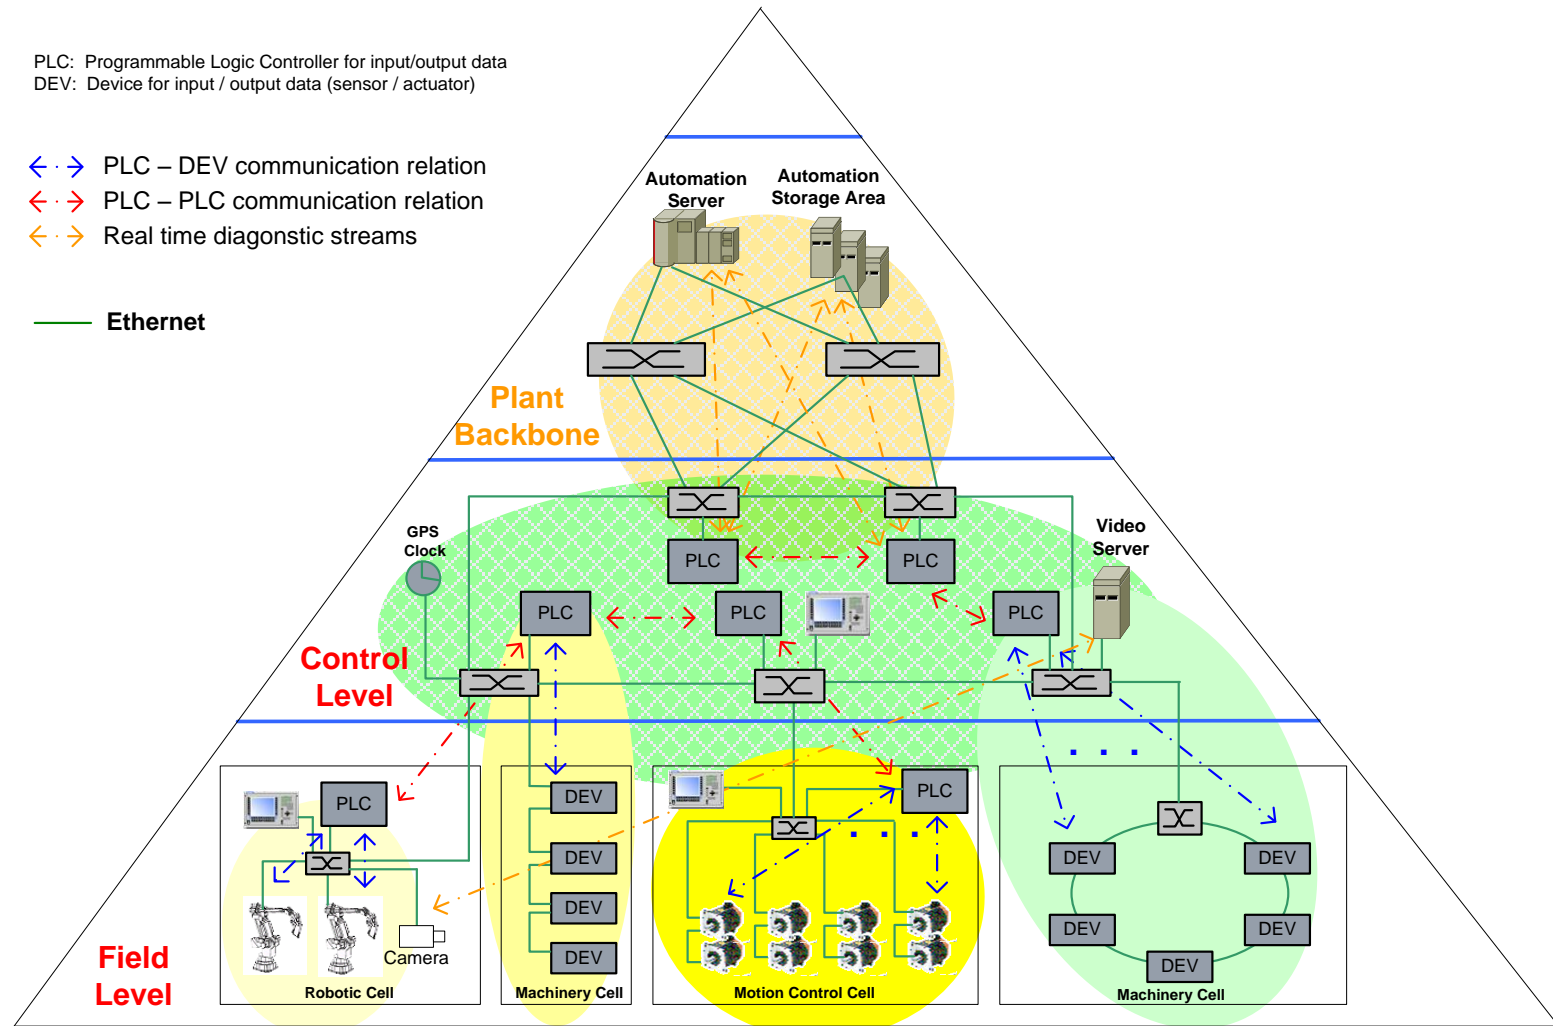 PLC: Programmable Logic Controller for input/output data
DEV: Device for input / output data (sensor / actuator)
PLC – DEV communication relation
PLC – PLC communication relation
Real time diagonstic streams
Ethernet
Automation
Server
Automation
Storage Area
Plant
Backbone
GPS
Clock
PLC
PLC
Video
Server
PLC
PLC
PLC
Control
Level
PLC
DEV
PLC
DEV
DEV
DEV
DEV
DEV
DEV
DEV
DEV
Camera
Field
Level
Robotic Cell
Machinery Cell
Motion Control Cell
Machinery Cell